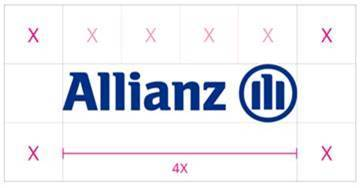 X X X X X X
Allianz
X X
4X